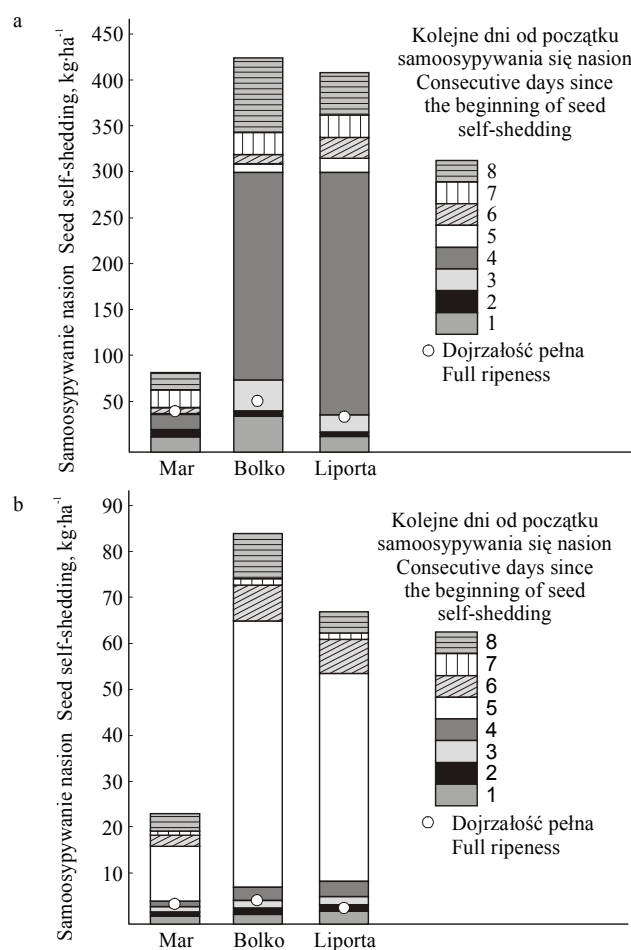 a
Samoosypywanie nasion Seed self-shedding, kg·ha⁻¹
450
400
350
300
250
200
150
100
50
Mar Bolko Liporta
Kolejne dni od początku
samoosypywania się nasion
Consecutive days since
the beginning of seed
self-shedding
8
7
6
5
4
3
2
1
Dojrzałość pełna
Full ripeness
b
Samoosypywanie nasion Seed self-shedding, kg·ha⁻¹
90
80
70
60
50
40
30
20
10
Mar Bolko Liporta
Kolejne dni od początku
samoosypywania się nasion
Consecutive days since
the beginning of seed
self-shedding
8
7
6
5
4
3
2
1
Dojrzałość pełna
Full ripeness